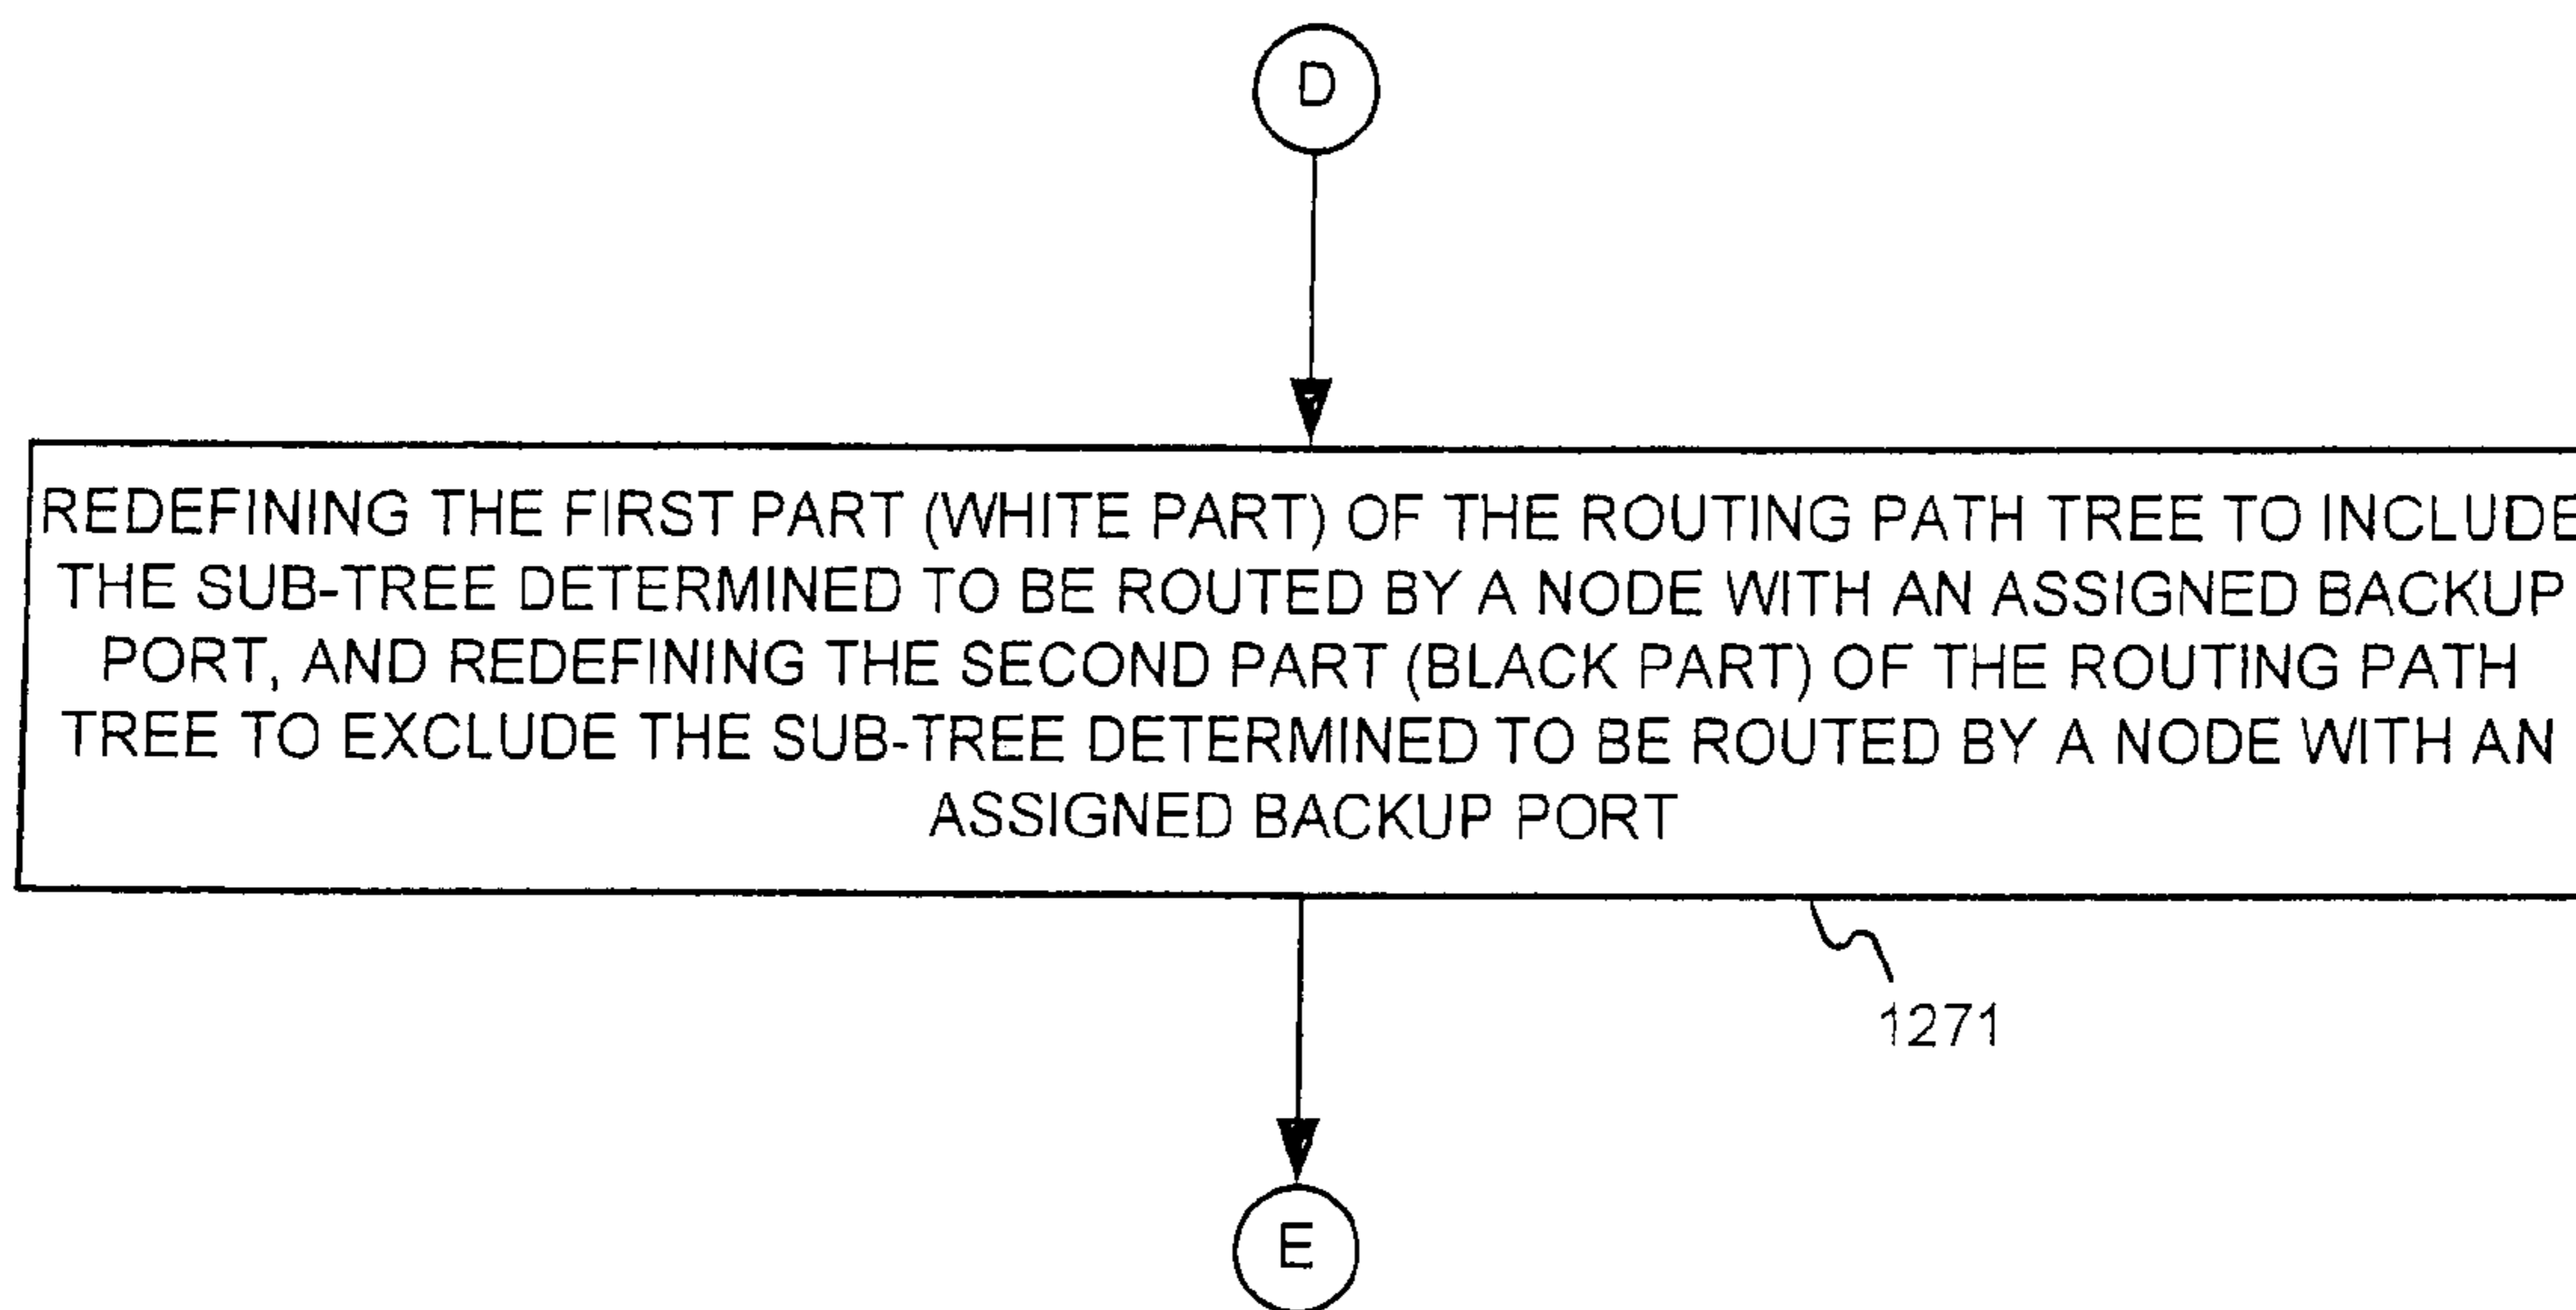 D
REDEFINING THE FIRST PART (WHITE PART) OF THE ROUTING PATH TREE TO INCLUDE
THE SUB-TREE DETERMINED TO BE ROUTED BY A NODE WITH AN ASSIGNED BACKUP
PORT, AND REDEFINING THE SECOND PART (BLACK PART) OF THE ROUTING PATH
TREE TO EXCLUDE THE SUB-TREE DETERMINED TO BE ROUTED BY A NODE WITH AN
ASSIGNED BACKUP PORT
1271
E